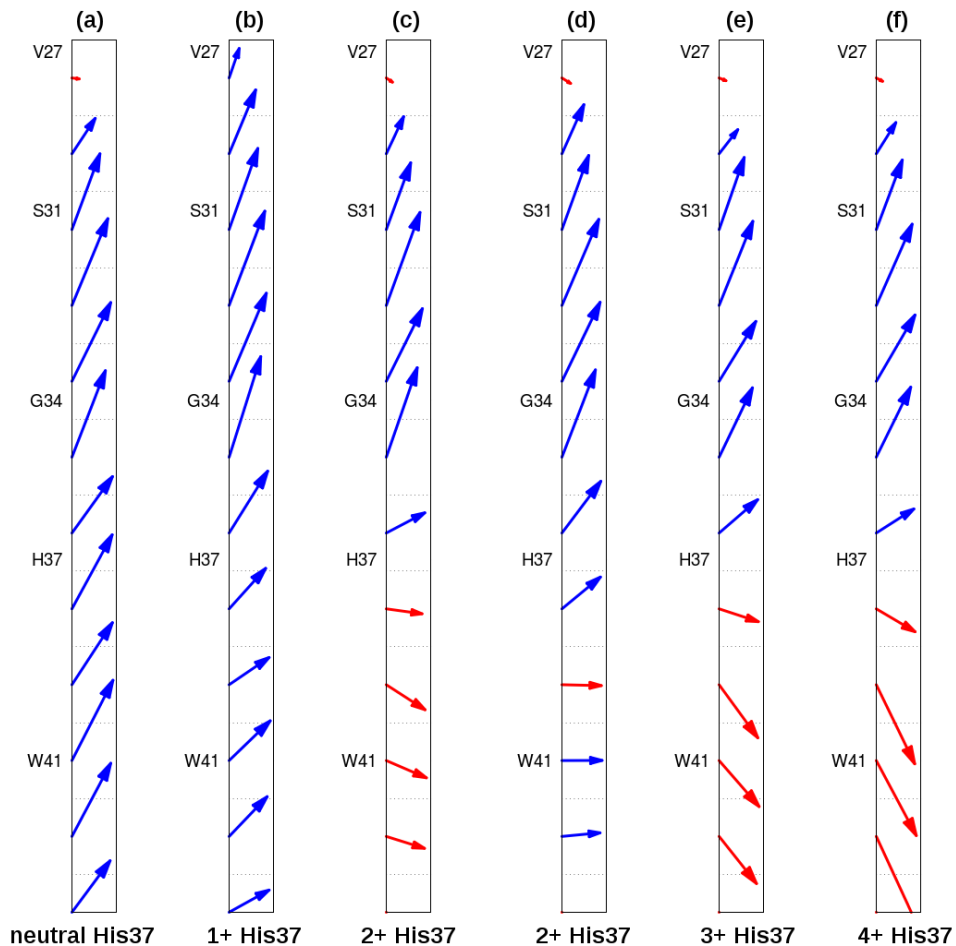 (a) (b) (c) (d) (e) (f)
V27 V27 V27 V27 V27 V27
S31 S31 S31 S31 S31 S31
G34 G34 G34 G34 G34 G34
H37 H37 H37 H37 H37 H37
W41 W41 W41 W41 W41 W41
neutral His37 1+ His37 2+ His37 2+ His37 3+ His37 4+ His37